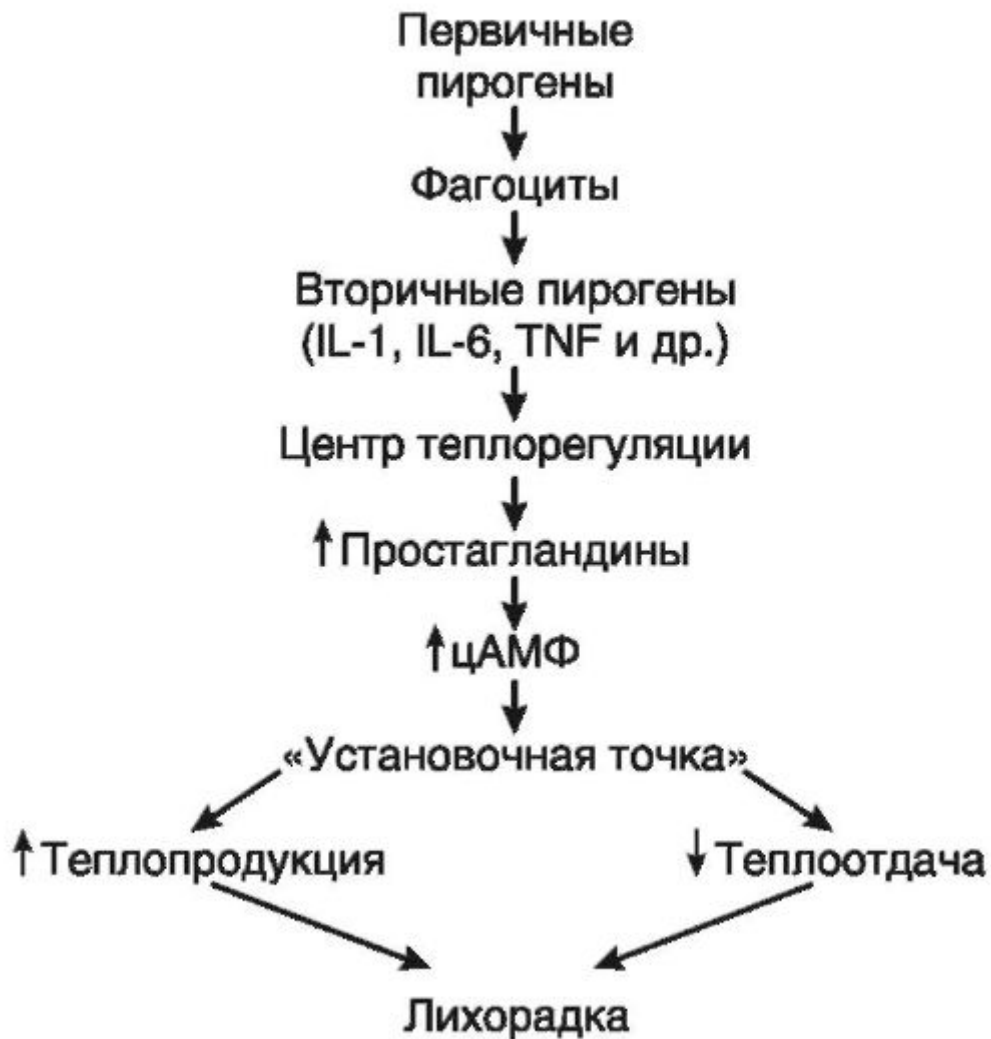 Первичные
пирогены
Фагоциты
Вторичные пирогены
(IL-1, IL-6, TNF и др.)
Центр теплорегуляции
↑Простагландины
↑цАМФ
«Установочная точка»
↑Теплопродукция ↓Теплоотдача
Лихорадка